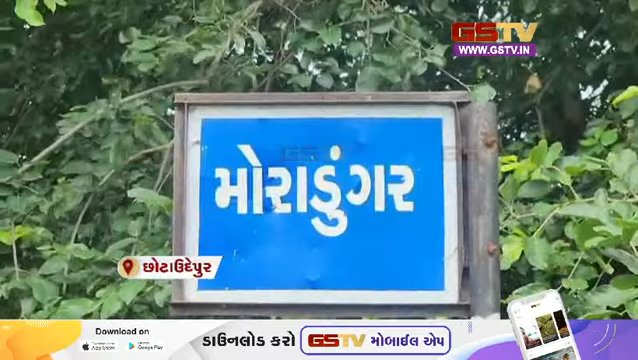 GSTV
WWW.GSTV.IN
મોરાડુંગર
છોટાઉદેપુર
Download on
App Store
Google Play
ડાઉનલોડ કરો GSTV મોબાઈલ એપ